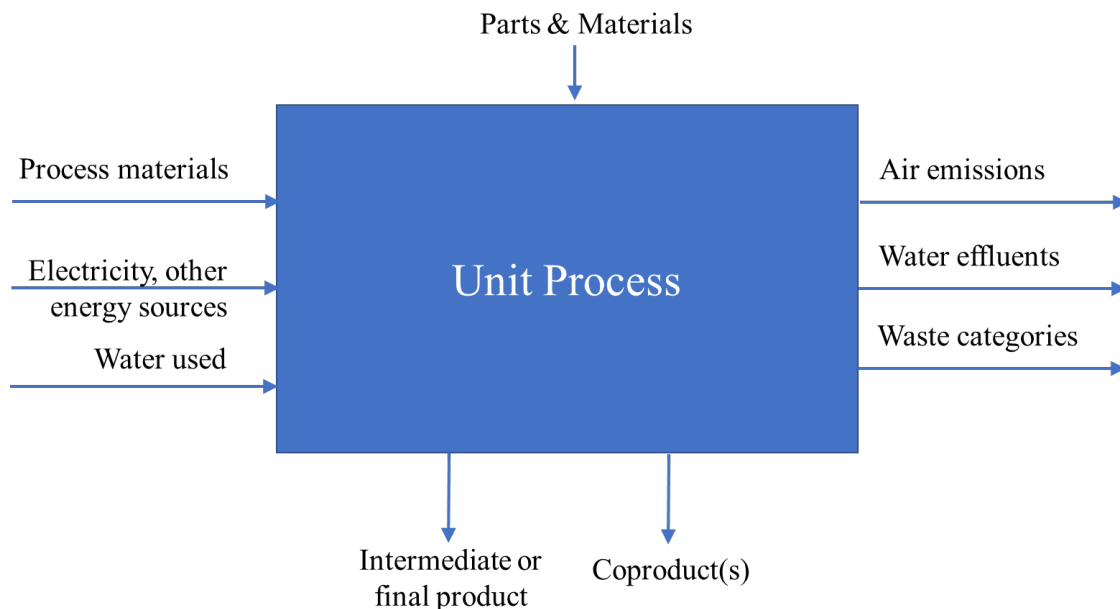 Parts & Materials
Process materials
Electricity, other
energy sources
Water used
Unit Process
Air emissions
Water effluents
Waste categories
Intermediate or
final product
Coproduct(s)